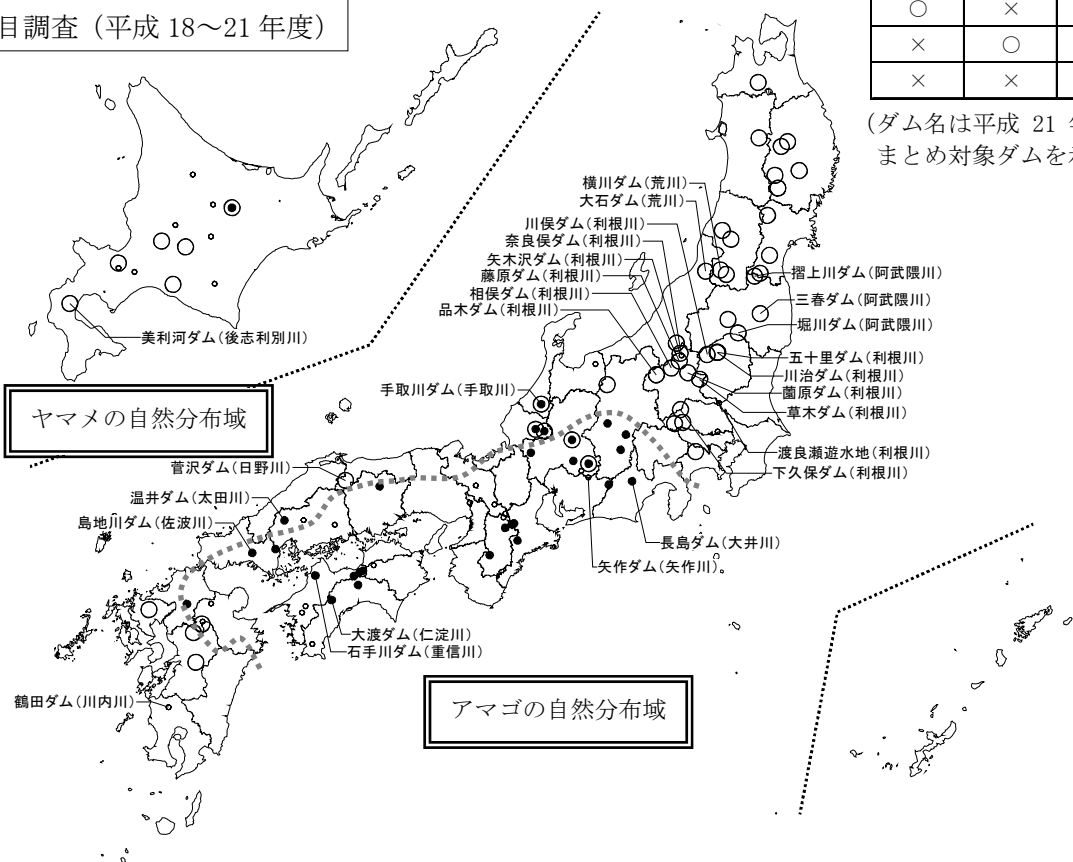 目調査（平成 18～21 年度）
○ ×
× ○
× ×
（ダム名は平成 21
まとめ対象ダムを
横川ダム（荒川）
大石ダム（荒川）
川俣ダム（利根川）
奈良俣ダム（利根川）
矢木沢ダム（利根川）
藤原ダム（利根川）
相俣ダム（利根川）
品木ダム（利根川）
摺上川ダム（阿武隈川）
三春ダム（阿武隈川）
堀川ダム（阿武隈川）
五十里ダム（利根川）
川治ダム（利根川）
薗原ダム（利根川）
草木ダム（利根川）
渡良瀬遊水地（利根川）
下久保ダム（利根川）
美利河ダム（後志利別川）
ヤマメの自然分布域
手取川ダム（手取川）
菅沢ダム（日野川）
温井ダム（太田川）
島地川ダム（佐波川）
長島ダム（大井川）
矢作ダム（矢作川）
大渡ダム（仁淀川）
石手川ダム（重信川）
鶴田ダム（川内川）
アマゴの自然分布域